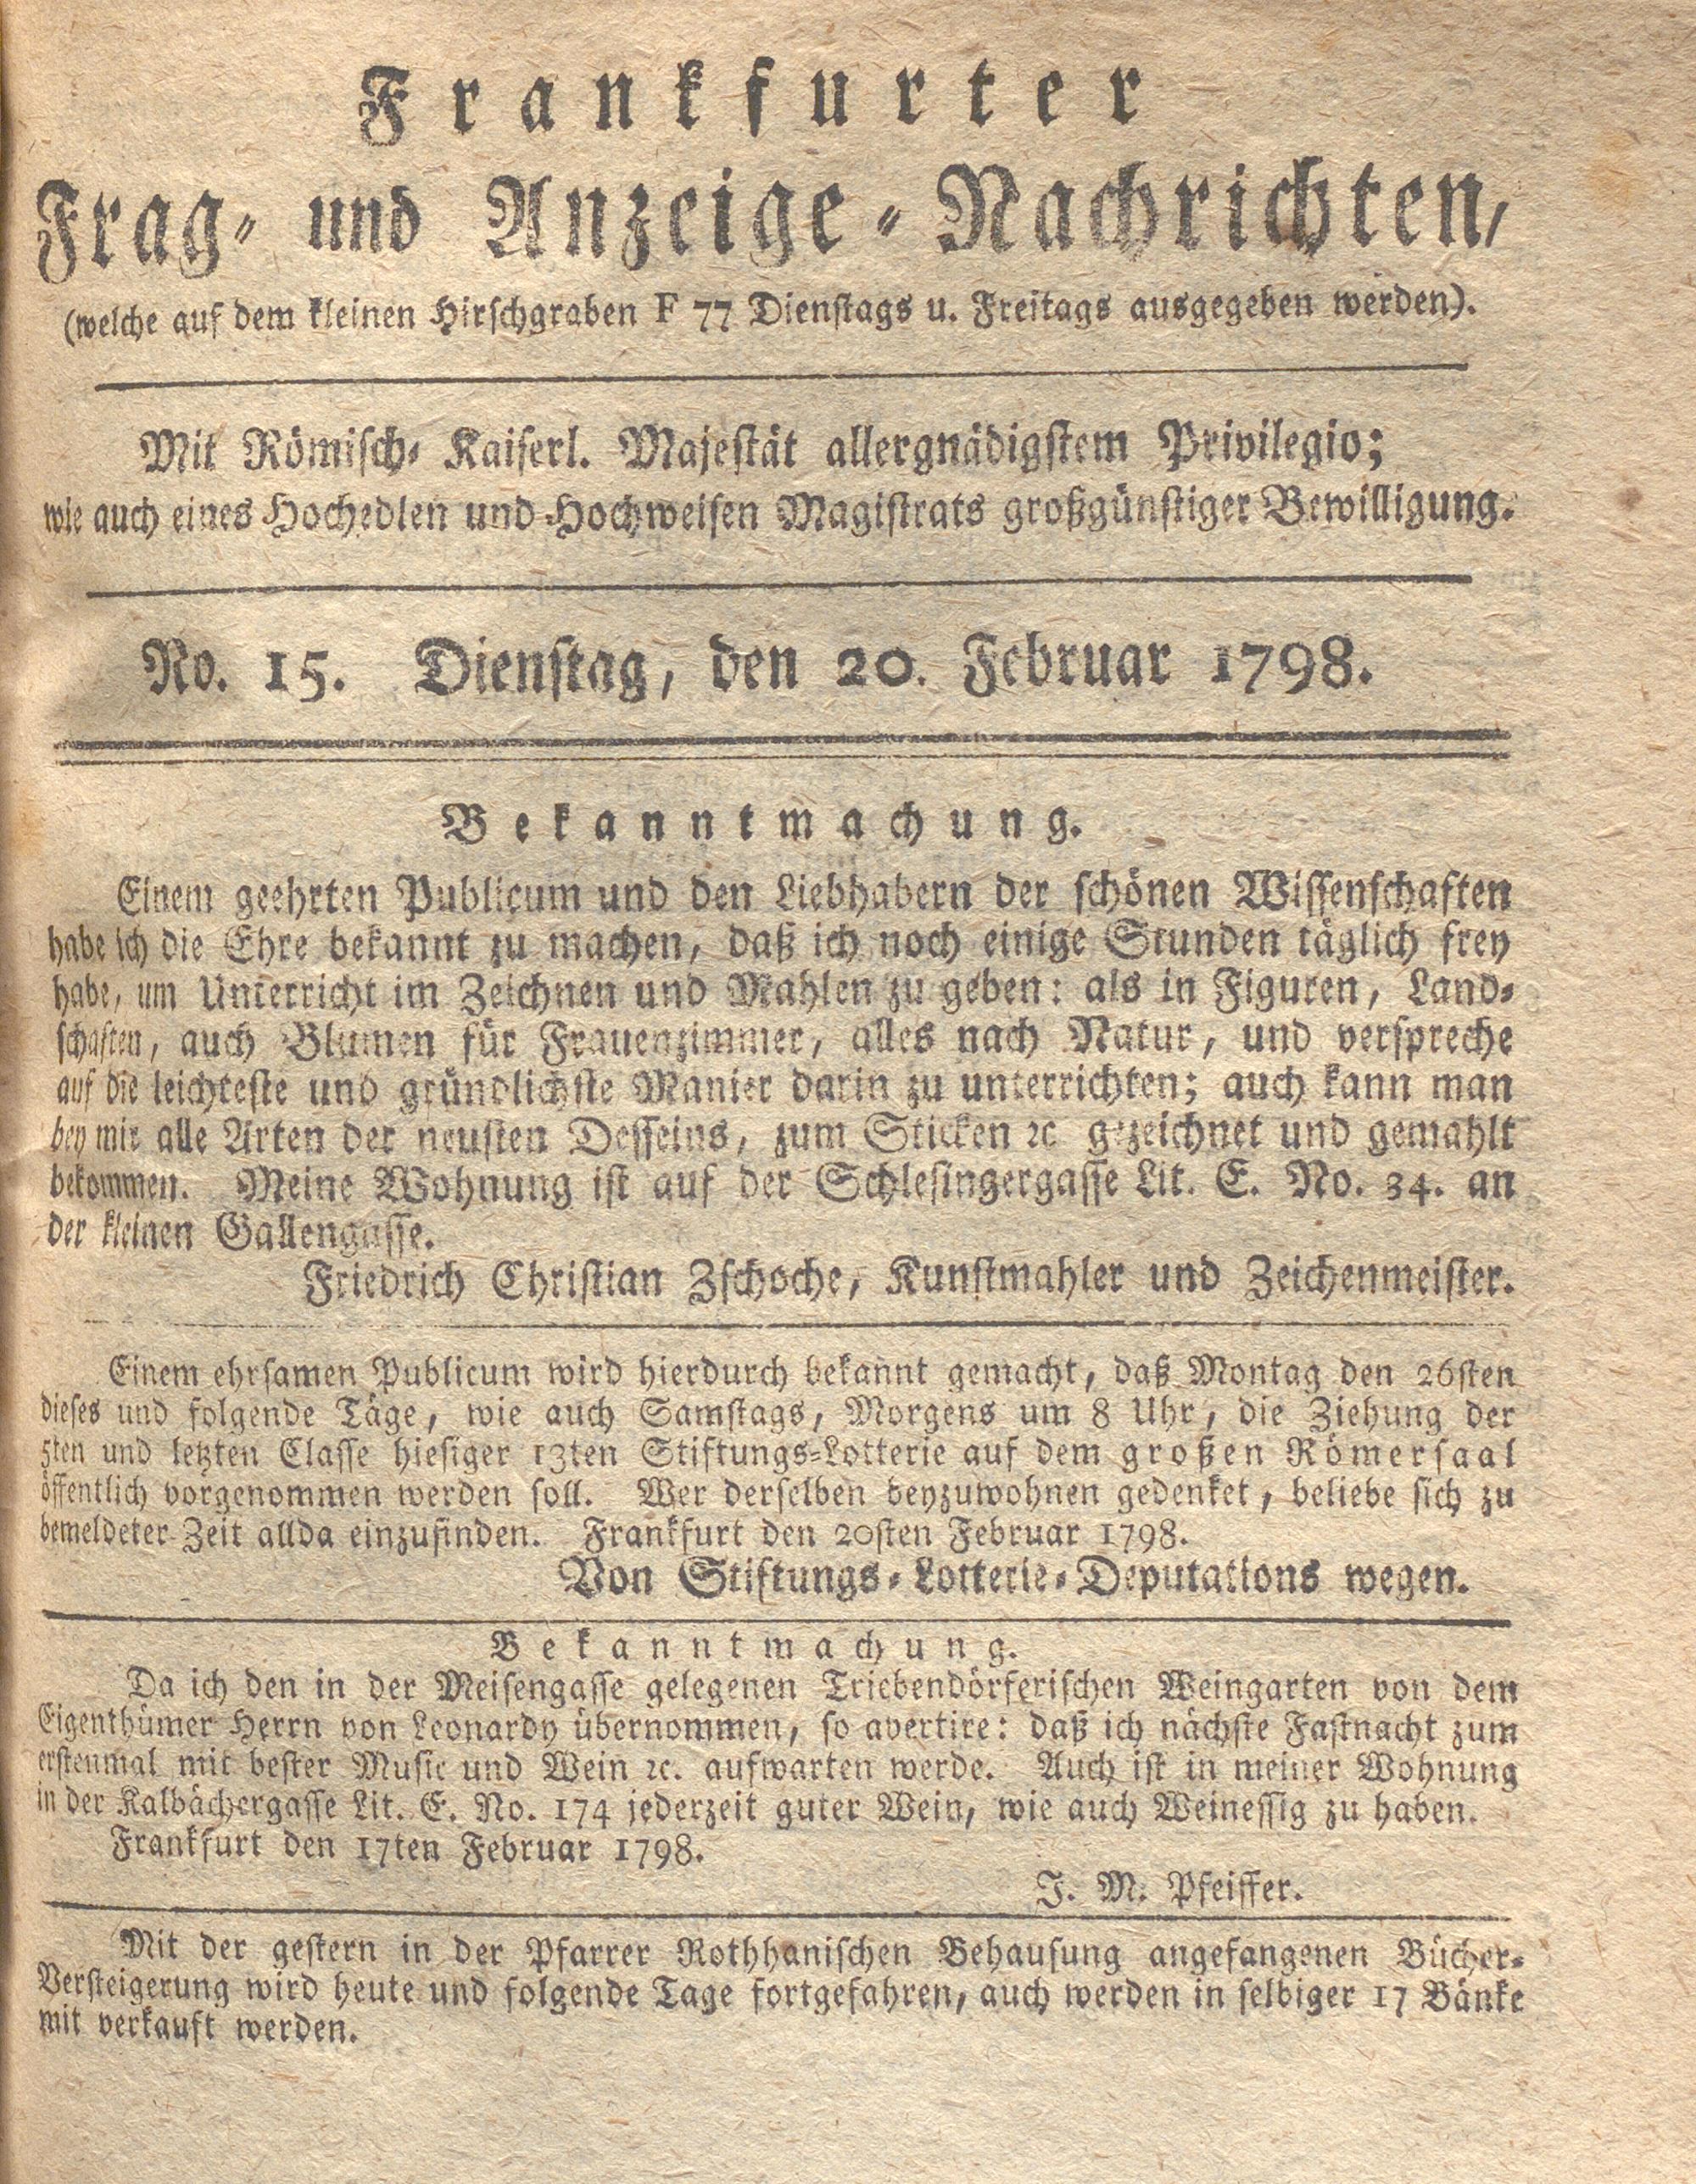 Frankfurter
Frag- und Anzeige-Nachrichten,
(welche auf dem kleinen Hirschgraben F 77 Dienstags u. Freitags ausgegeben werden).
Mit Römisch- Kaiserl. Majestät allergnädigstem Privilegio;
wie auch eines Hochedlen und Hochweisen Magistrats großgünstiger Bewilligung.
No. 15. Dienstag, den 20. Februar 1798.
Bekanntmachung.
Einem geehrten Publicum und den Liebhabern der schönen Wissenschaften
habe ich die Ehre bekannt zu machen, daß ich noch einige Stunden täglich frey
habe, um Unterricht im Zeichnen und Mahlen zu geben: als in Figuren, Land-
schaften, auch Blumen für Frauenzimmer, alles nach Natur, und verspreche
auf die leichteste und gründlichste Manier darin zu unterrichten; auch kann man
bey mir alle Arten der neusten Desseins, zum Sticken ꝛc gezeichnet und gemahlt
bekommen. Meine Wohnung ist auf der Schlesingergasse Lit. E. No. 34. an
der kleinen Gallengasse.
Friedrich Christian Zschoche, Kunstmahler und Zeichenmeister.
Einem ehrsamen Publicum wird hierdurch bekannt gemacht, daß Montag den 26sten
dieses und folgende Täge, wie auch Samstags, Morgens um 8 Uhr, die Ziehung der
5ten und letzten Classe hiesiger 13ten Stiftungs-Lotterie auf dem großen Römersaal
öffentlich vorgenommen werden soll. Wer derselben beyzuwohnen gedenket, beliebe sich zu
bemeldeter Zeit allda einzufinden. Frankfurt den 20sten Februar 1798.
Von Stiftungs-Lotterie-Deputations wegen.
Bekanntmachung.
Da ich den in der Meisengasse gelegenen Triebendörferischen Weingarten von dem
Eigenthümer Herrn von Leonardy übernommen, so avertire: daß ich nächste Fastnacht zum
erstenmal mit bester Music und Wein ꝛc. aufwarten werde. Auch ist in meiner Wohnung
in der Kalbächergasse Lit. E. No. 174 jederzeit guter Wein, wie auch Weinessig zu haben.
Frankfurt den 17ten Februar 1798.
J. M. Pfeiffer.
Mit der gestern in der Pfarrer Rothhanischen Behausung angefangenen Bücher-
Versteigerung wird heute und folgende Tage fortgefahren, auch werden in selbiger 17 Bänke
mit verkauft werden.